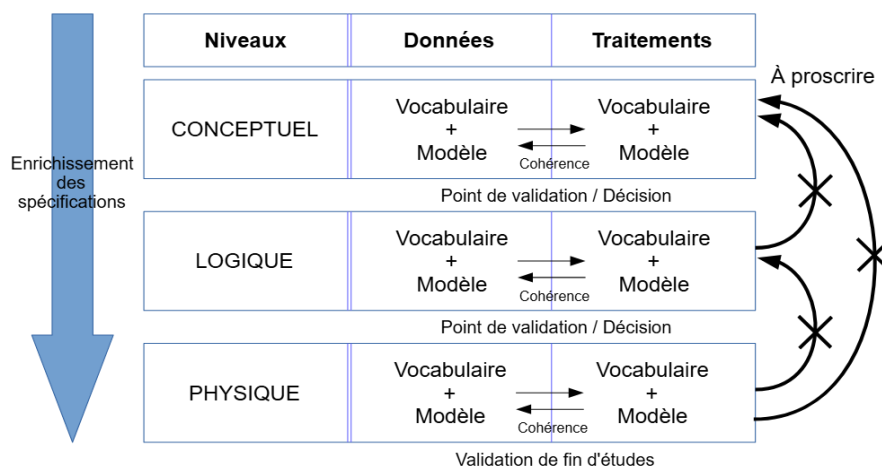 Niveaux
Données
Traitements
À proscrire
Enrichissement
des
spécifications
CONCEPTUEL
Vocabulaire
+
Modèle
Cohérence
Vocabulaire
+
Modèle
Point de validation / Décision
LOGIQUE
Vocabulaire
+
Modèle
Cohérence
Vocabulaire
+
Modèle
Point de validation / Décision
PHYSIQUE
Vocabulaire
+
Modèle
Cohérence
Vocabulaire
+
Modèle
Validation de fin d'études